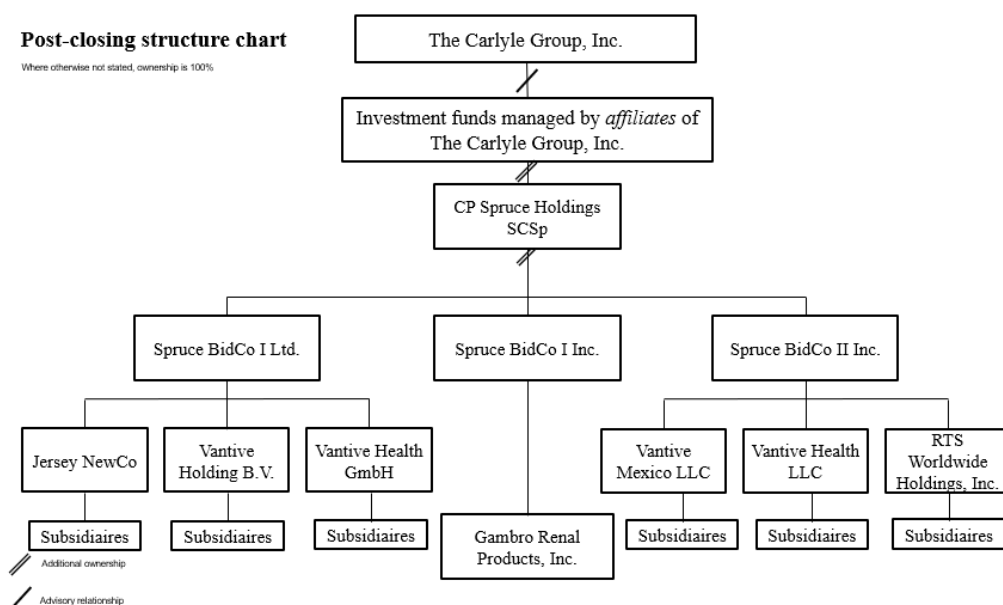 Post-closing structure chart
Where otherwise not stated, ownership is 100%
The Carlyle Group, Inc.
Investment funds managed by affiliates of
The Carlyle Group, Inc.
CP Spruce Holdings
SCSp
Spruce BidCo I Ltd.
Spruce BidCo I Inc.
Spruce BidCo II Inc.
Jersey NewCo
Vantive
Holding B.V.
Vantive Health
GmbH
Vantive
Mexico LLC
Vantive Health
LLC
RTS
Worldwide
Holdings, Inc.
Subsidiaires
Subsidiaires
Subsidiaires
Gambro Renal
Products, Inc.
Subsidiaires
Subsidiaires
Subsidiaires
Additional ownership
Advisory relationship